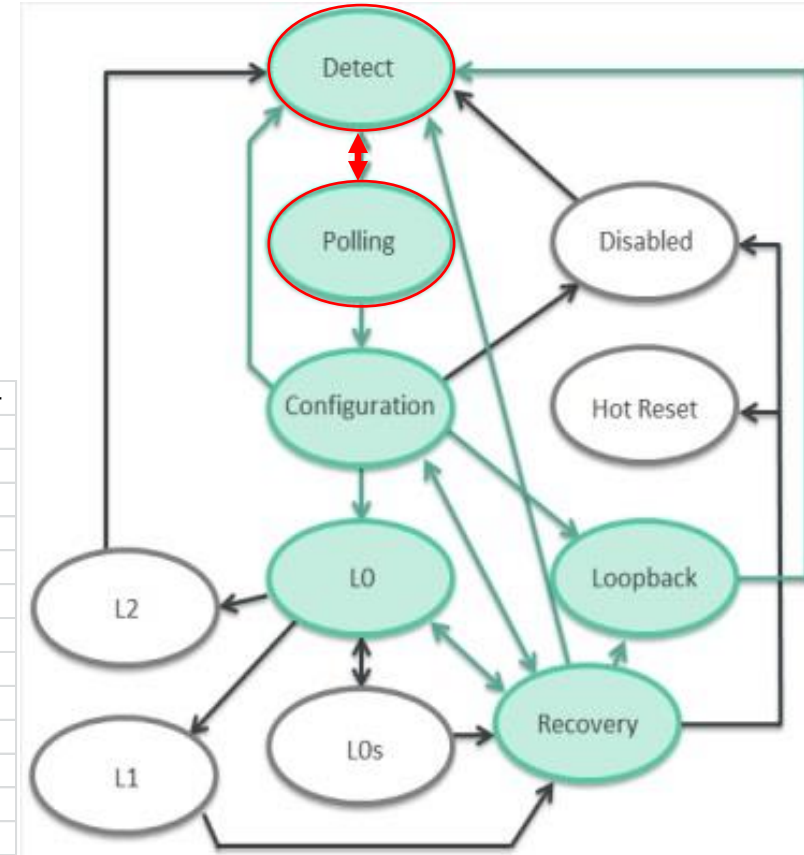 Detect
Polling
Disabled
Configuration
Hot Reset
L0
Loopback
L2
Recovery
L0s
L1